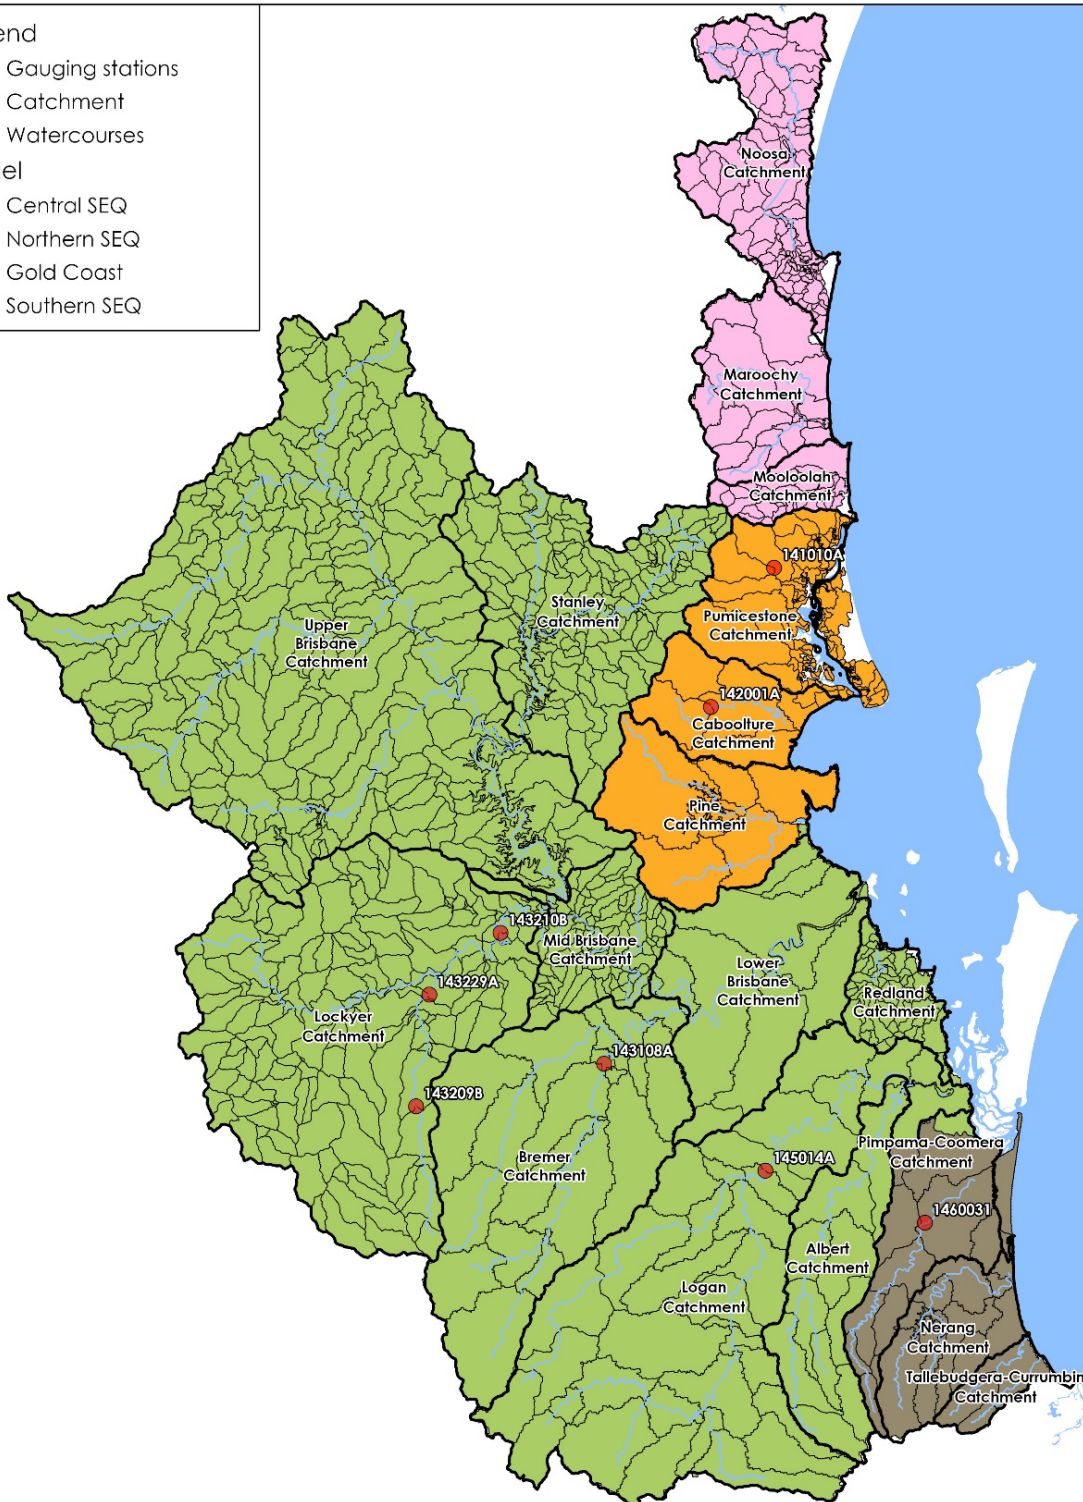 end
Gauging stations
Catchment
Watercourses
el
Central SEQ
Northern SEQ
Gold Coast
Southern SEQ
Noosa
Catchment
Maroochy
Catchment
Mooloolah
Catchment
141010A
Stanley
Catchment
Pumicestone
Catchment
Upper
Brisbane
Catchment
142001A
Caboolture
Catchment
Pine
Catchment
143210B
Mid Brisbane
Catchment
Lower
Brisbane
Catchment
143229A
Redland
Catchment
Lockyer
Catchment
143108A
143209B
Pimpama-Coomera
Catchment
Bremer
Catchment
145014A
1460031
Albert
Catchment
Logan
Catchment
Nerang
Catchment
Tallebudgera-Currumbin
Catchment